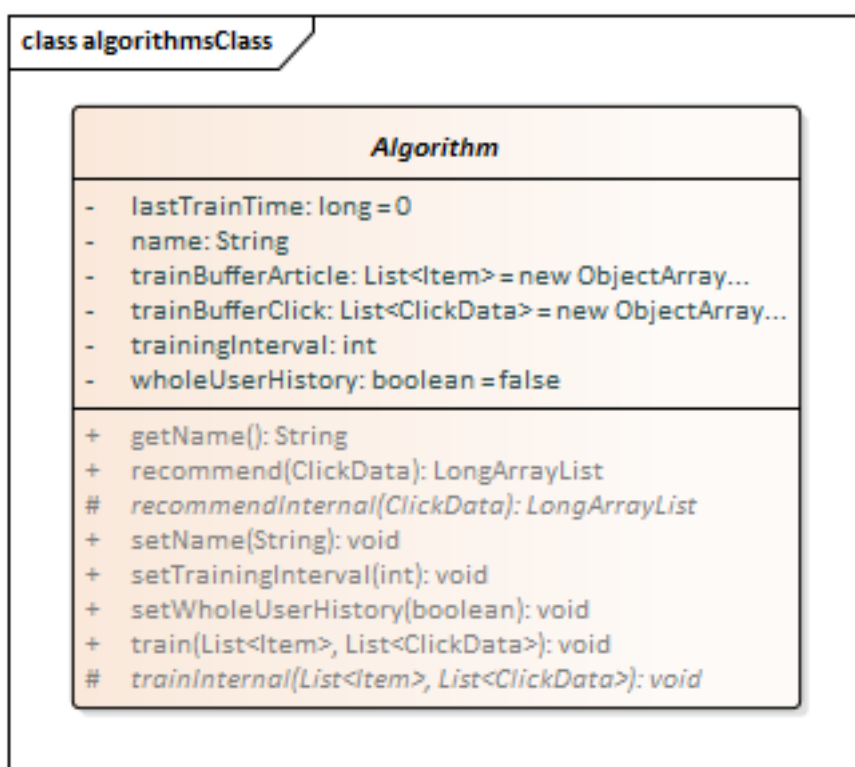 class algorithmsClass
Algorithm
- lastTrainTime: long = 0
- name: String
- trainBufferArticle: List<Item> = new ObjectArray...
- trainBufferClick: List<ClickData> = new ObjectArray...
- trainingInterval: int
- wholeUserHistory: boolean = false
+ getName(): String
+ recommend(ClickData): LongArrayList
# recommendInternal(ClickData): LongArrayList
+ setName(String): void
+ setTrainingInterval(int): void
+ setWholeUserHistory(boolean): void
+ train(List<Item>, List<ClickData>): void
# trainInternal(List<Item>, List<ClickData>): void